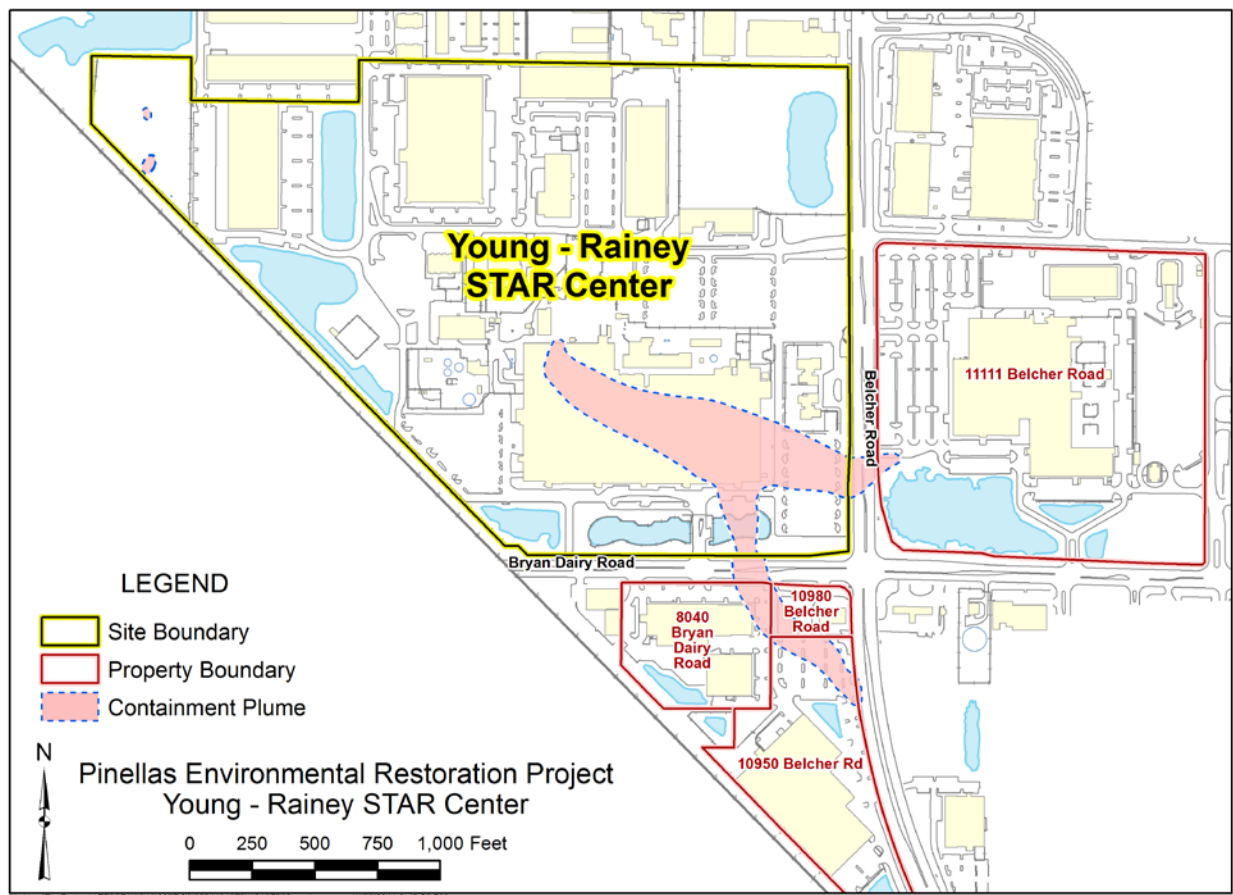 Young - Rainey
STAR Center
11111 Belcher Road
Belcher Road
Bryan Dairy Road
10980
Belcher
Road
8040
Bryan
Dairy
Road
10950 Belcher Rd
LEGEND
Site Boundary
Property Boundary
Containment Plume
N
Pinellas Environmental Restoration Project
Young - Rainey STAR Center
0 250 500 750 1,000 Feet